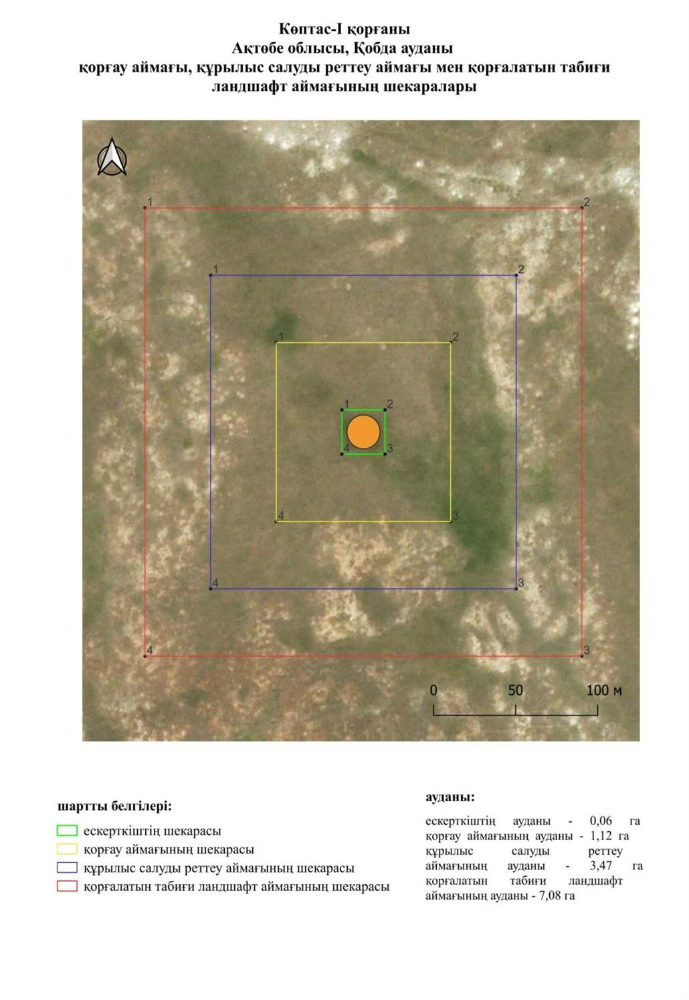 Көптас-I қорғаны
Ақтөбе облысы, Қобда ауданы
қорғау аймағы, құрылыс салуды реттеу аймағы мен қорғалатын табиғи
ландшафт аймағының шекаралары
1
2
1
2
1
2
1
2
4
3
4
3
4
3
4
3
0 50 100 м
шартты белгілері:
ескерткіштің шекарасы
қорғау аймағының шекарасы
құрылыс салуды реттеу аймағының шекарасы
қорғалатын табиғи ландшафт аймағының шекарасы
ауданы:
ескерткіштің ауданы - 0,06 га
қорғау аймағының ауданы - 1,12 га
құрылыс салуды реттеу
аймағының ауданы - 3,47 га
қорғалатын табиғи ландшафт
аймағының ауданы - 7,08 га